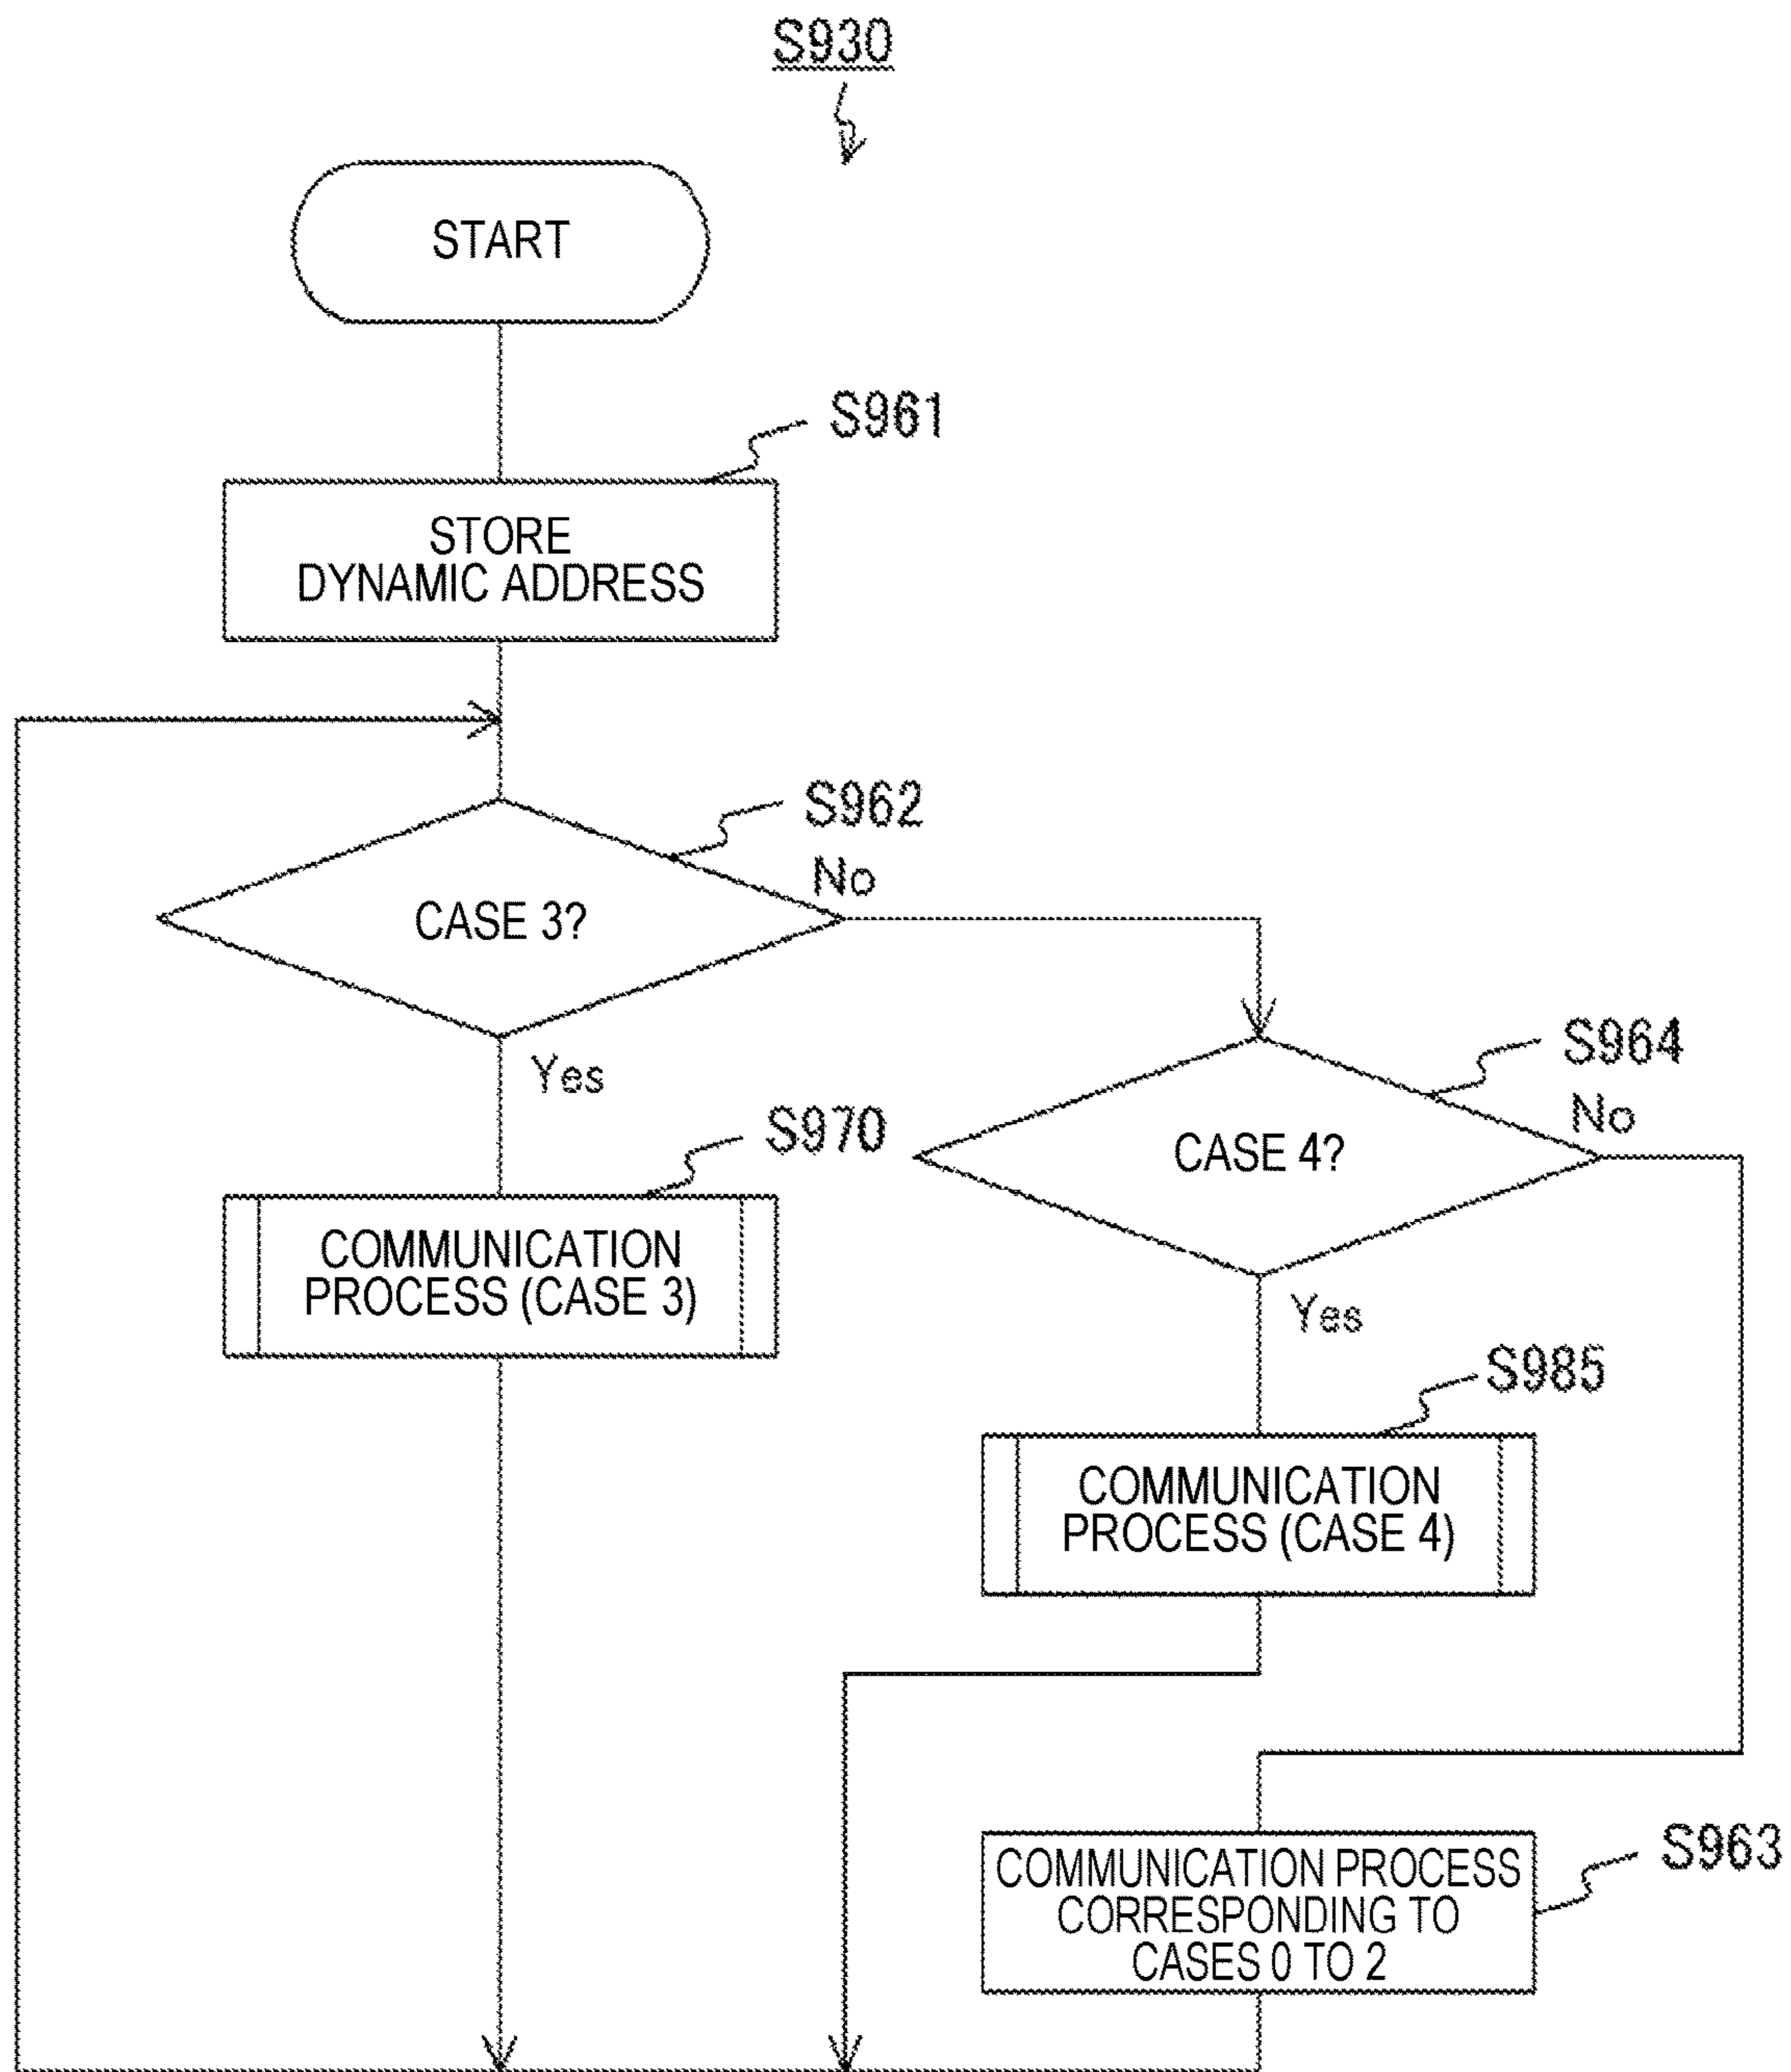 S930
START
S961
STORE
DYNAMIC ADDRESS
S962
No
CASE 3?
Yes
S964
No
CASE 4?
S970
COMMUNICATION
PROCESS (CASE 3)
Yes
S985
COMMUNICATION
PROCESS (CASE 4)
S963
COMMUNICATION PROCESS
CORRESPONDING TO
CASES 0 TO 2